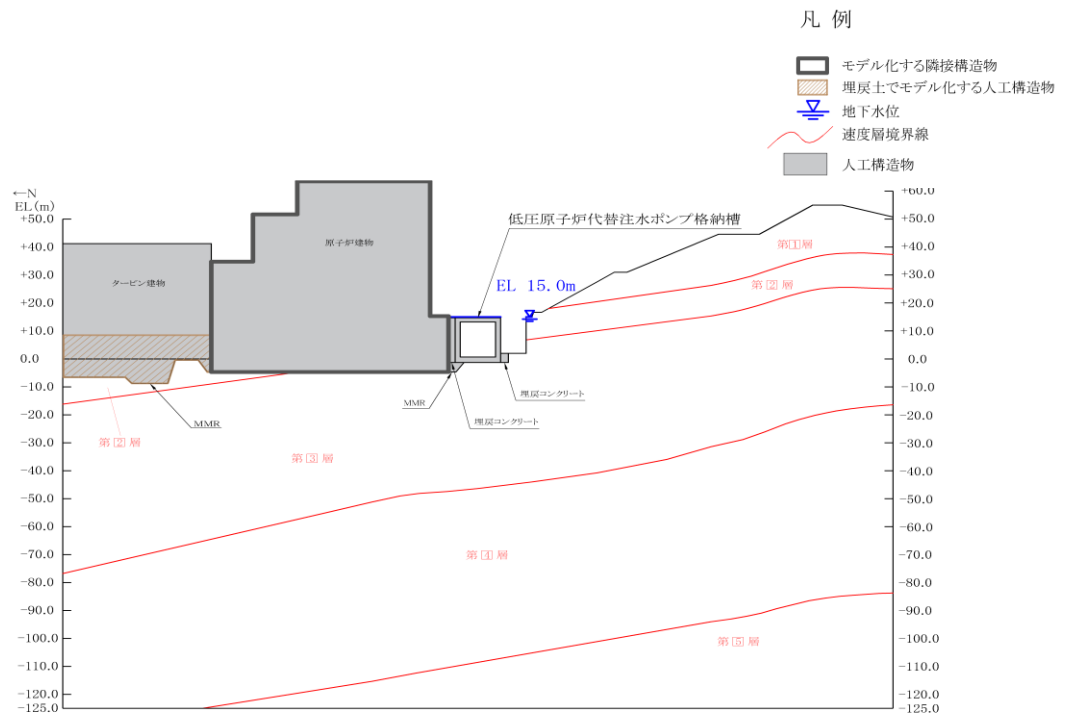 凡 例
モデル化する隣接構造物
埋戻土でモデル化する人工構造物
地下水位
速度層境界線
人工構造物
←N
EL(m)
+50.0
+40.0
+30.0
+20.0
+10.0
0.0
-10.0
-20.0
-30.0
-40.0
-50.0
-60.0
-70.0
-80.0
-90.0
-100.0
-110.0
-120.0
-125.0
タービン建物
原子炉建物
低圧原子炉代替注水ポンプ格納槽
EL 15.0m
MMR
MMR
埋戻コンクリート
埋戻コンクリート
第1層
第2層
第2層
第3層
第4層
第5層
+60.0
+50.0
+40.0
+30.0
+20.0
+10.0
0.0
-10.0
-20.0
-30.0
-40.0
-50.0
-60.0
-70.0
-80.0
-90.0
-100.0
-110.0
-120.0
-125.0